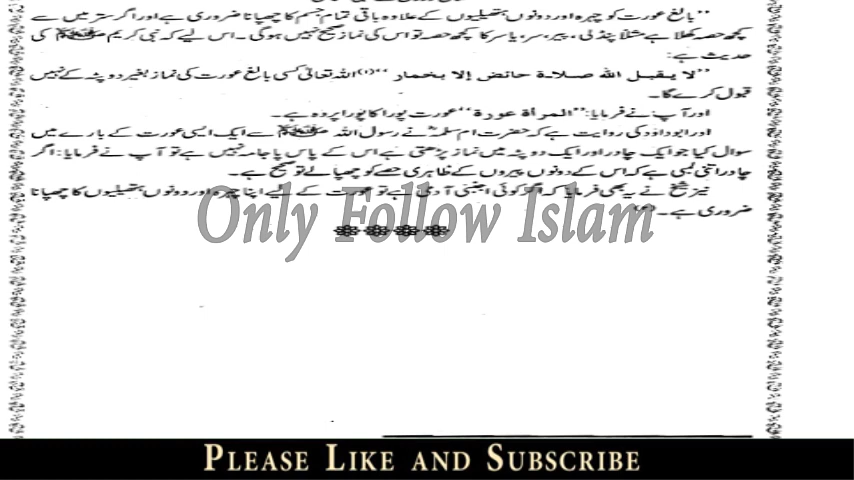 ’’بالغ عورت کو چہرہ اور دونوں ہتھیلیوں کے علاوہ باقی تمام جسم کا چھپانا ضروری ہے اور اگر ستر میں سے
کچھ حصہ کھلا ہے مثلاً پنڈلی، پیر، سر، یا سر کا کچھ حصہ تو اس کی نماز صحیح نہیں ہوگی۔ اس لیے کہ نبی کریم ﷺ کی
حدیث ہے:
’’لا یقبل الله صلاة حائض إلا بخمار‘‘(۱) اللہ تعالیٰ کسی بالغ عورت کی نماز بغیر دوپٹہ کے نہیں
قبول کرے گا۔
اور آپ نے فرمایا: ’’المرأة عورة‘‘ عورت پورا کا پورا پردہ ہے۔
اور ابوداؤد کی روایت ہے کہ حضرت ام سلمہؓ نے رسول اللہ ﷺ سے ایک ایسی عورت کے بارے میں
سوال کیا جو ایک چادر اور ایک دوپٹہ میں نماز پڑھتی ہے اس کے پاس پاجامہ نہیں ہے تو آپ نے فرمایا: اگر
چادر اتنی لمبی ہے کہ اس کے دونوں پیروں کے ظاہری حصے کو چھپالے تو صحیح ہے۔
نیز شیخ نے یہ بھی فرمایا کہ اگر کوئی اجنبی آدمی ہے تو عورت کے لیے اپنا چہرہ اور دونوں ہتھیلیوں کا چھپانا
ضروری ہے۔
Only Follow Islam
PLEASE LIKE AND SUBSCRIBE